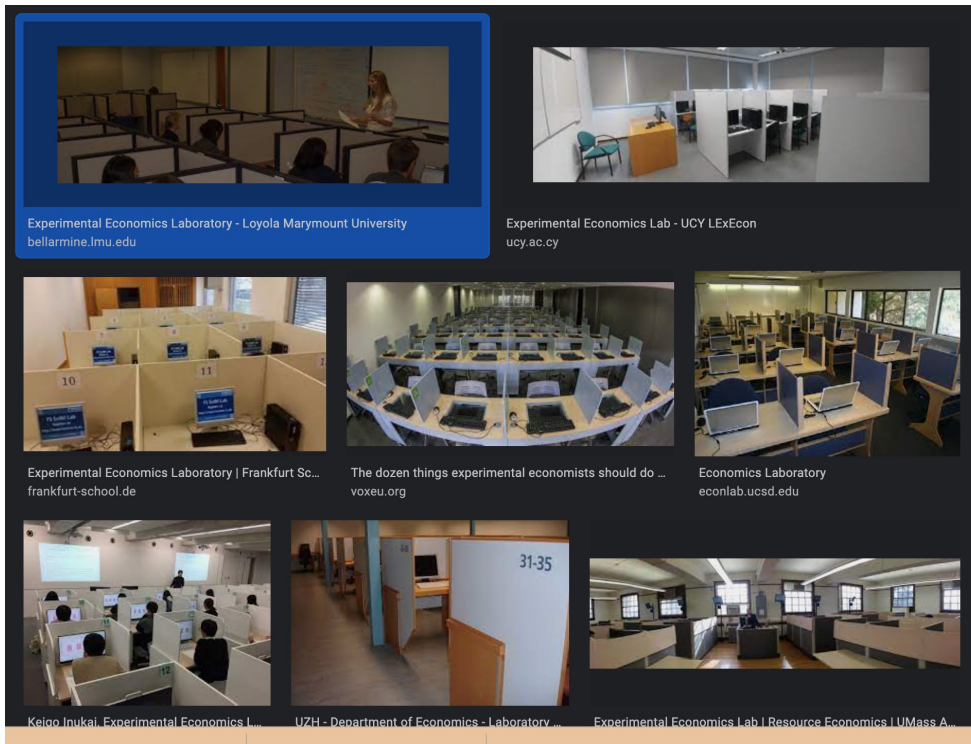 Experimental Economics Laboratory - Loyola Marymount University
bellarmine.lmu.edu
Experimental Economics Lab - UCY LExEcon
ucy.ac.cy
10
11
Experimental Economics Laboratory | Frankfurt Sc...
frankfurt-school.de
The dozen things experimental economists should do ...
voxeu.org
Economics Laboratory
econlab.ucsd.edu
31-35
Keigo Inukai, Experimental Economics L...
UZH - Department of Economics - Laboratory ...
Experimental Economics Lab | Resource Economics | UMass A...